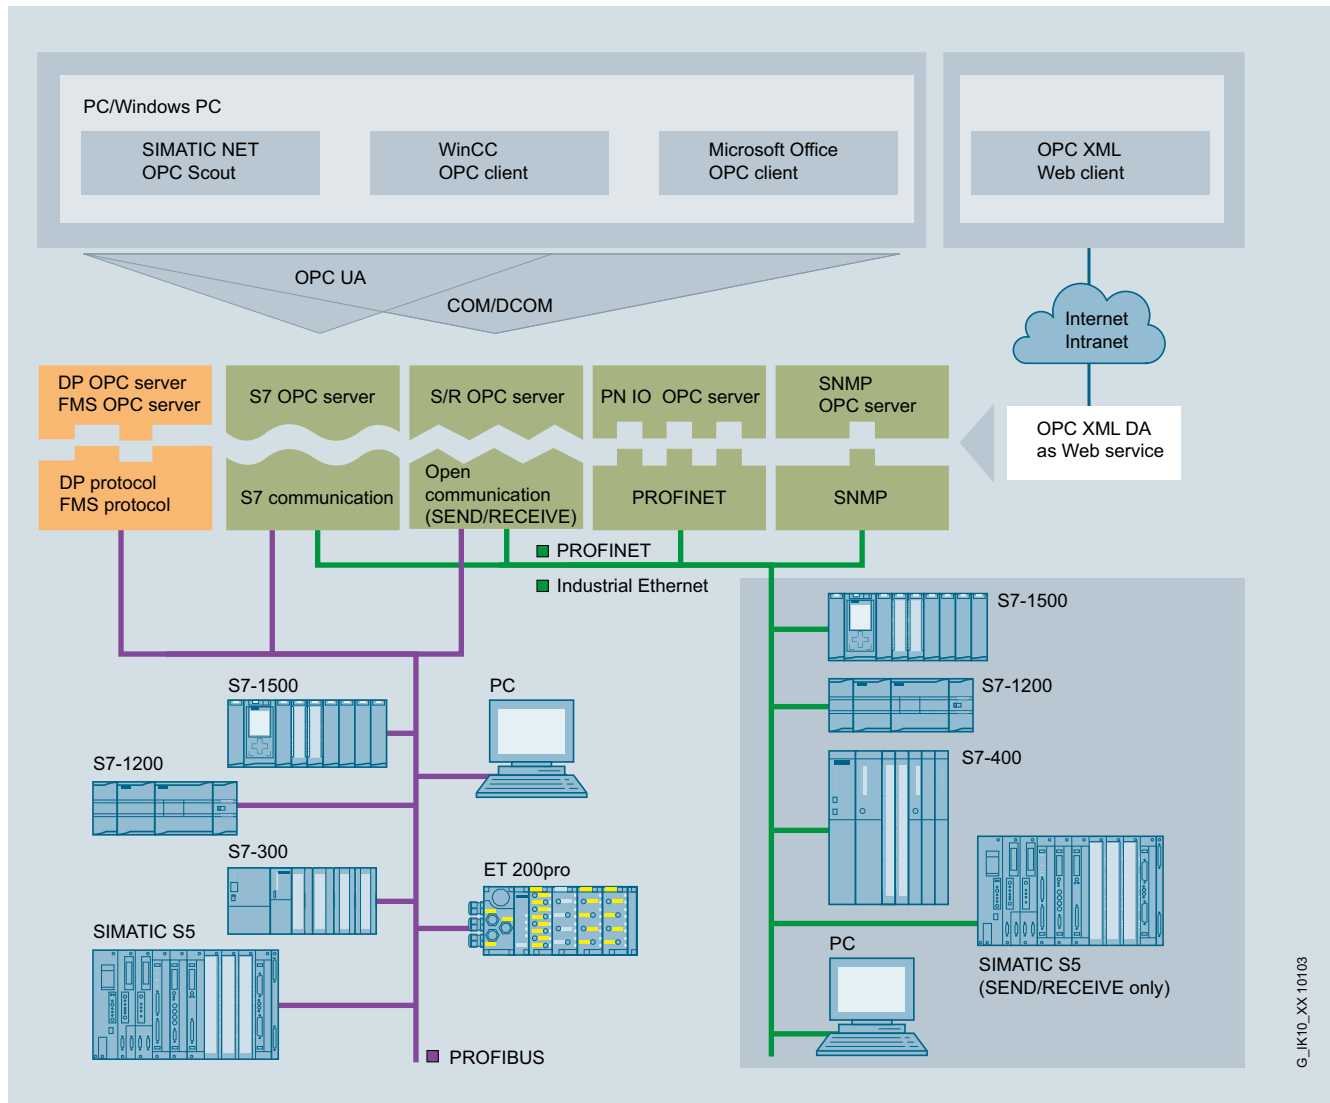 PC/Windows PC
SIMATIC NET
OPC Scout
WinCC
OPC client
Microsoft Office
OPC client
OPC XML
Web client
OPC UA
COM/DCOM
Internet
Intranet
DP OPC server
FMS OPC server
S7 OPC server
S/R OPC server
PN IO OPC server
SNMP
OPC server
OPC XML DA
as Web service
DP protocol
FMS protocol
S7 communication
Open
communication
(SEND/RECEIVE)
PROFINET
SNMP
PROFINET
Industrial Ethernet
S7-1500
S7-1200
S7-400
S7-1500
PC
S7-1200
S7-300
ET 200pro
SIMATIC S5
PC
SIMATIC S5
(SEND/RECEIVE only)
PROFIBUS
G_IK10_XX 10103